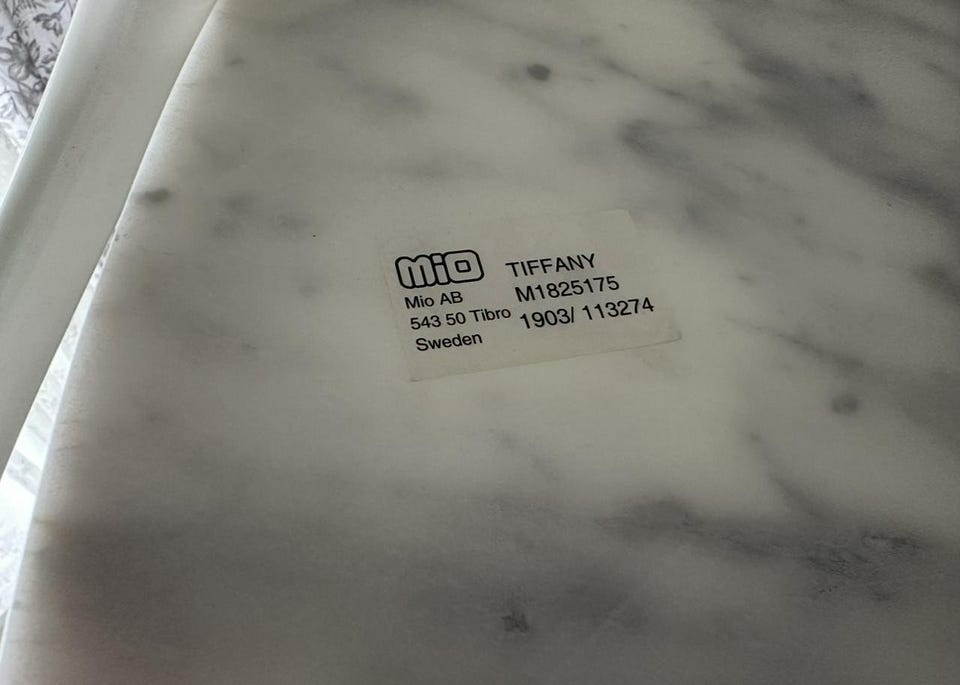 mio
Mio AB
543 50 Tibro
Sweden
TIFFANY
M1825175
1903/ 113274